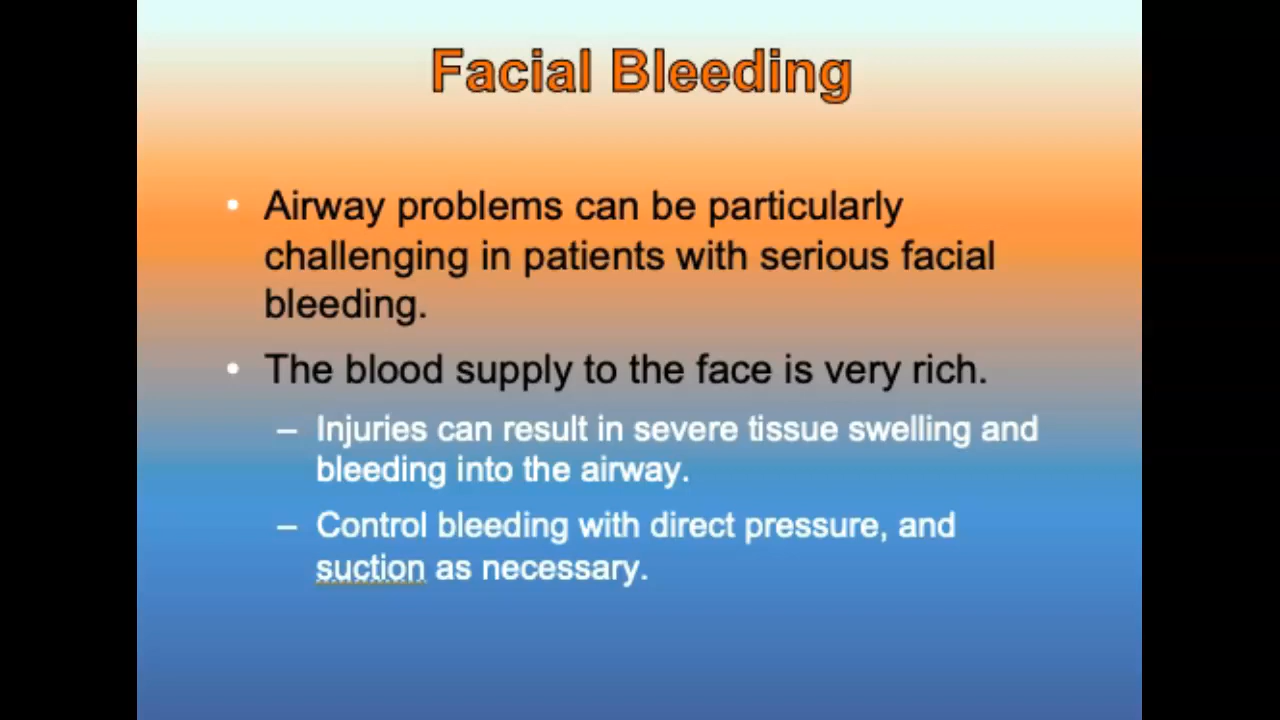 Facial Bleeding
• Airway problems can be particularly
challenging in patients with serious facial
bleeding.
• The blood supply to the face is very rich.
– Injuries can result in severe tissue swelling and
bleeding into the airway.
– Control bleeding with direct pressure, and
suction as necessary.